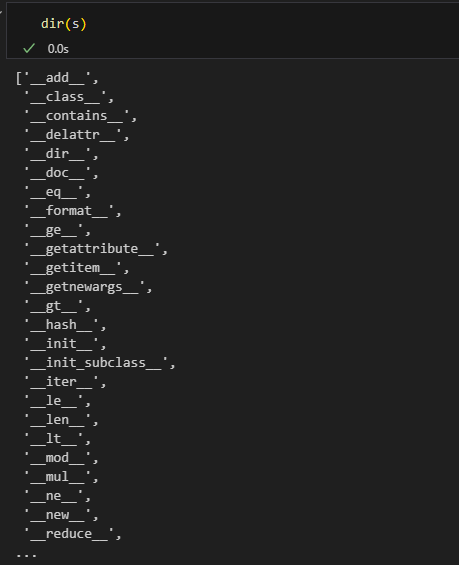 dir(s)
0.0s
['__add__',
'__class__',
'__contains__',
'__delattr__',
'__dir__',
'__doc__',
'__eq__',
'__format__',
'__ge__',
'__getattribute__',
'__getitem__',
'__getnewargs__',
'__gt__',
'__hash__',
'__init__',
'__init_subclass__',
'__iter__',
'__le__',
'__len__',
'__lt__',
'__mod__',
'__mul__',
'__ne__',
'__new__',
'__reduce__',
...